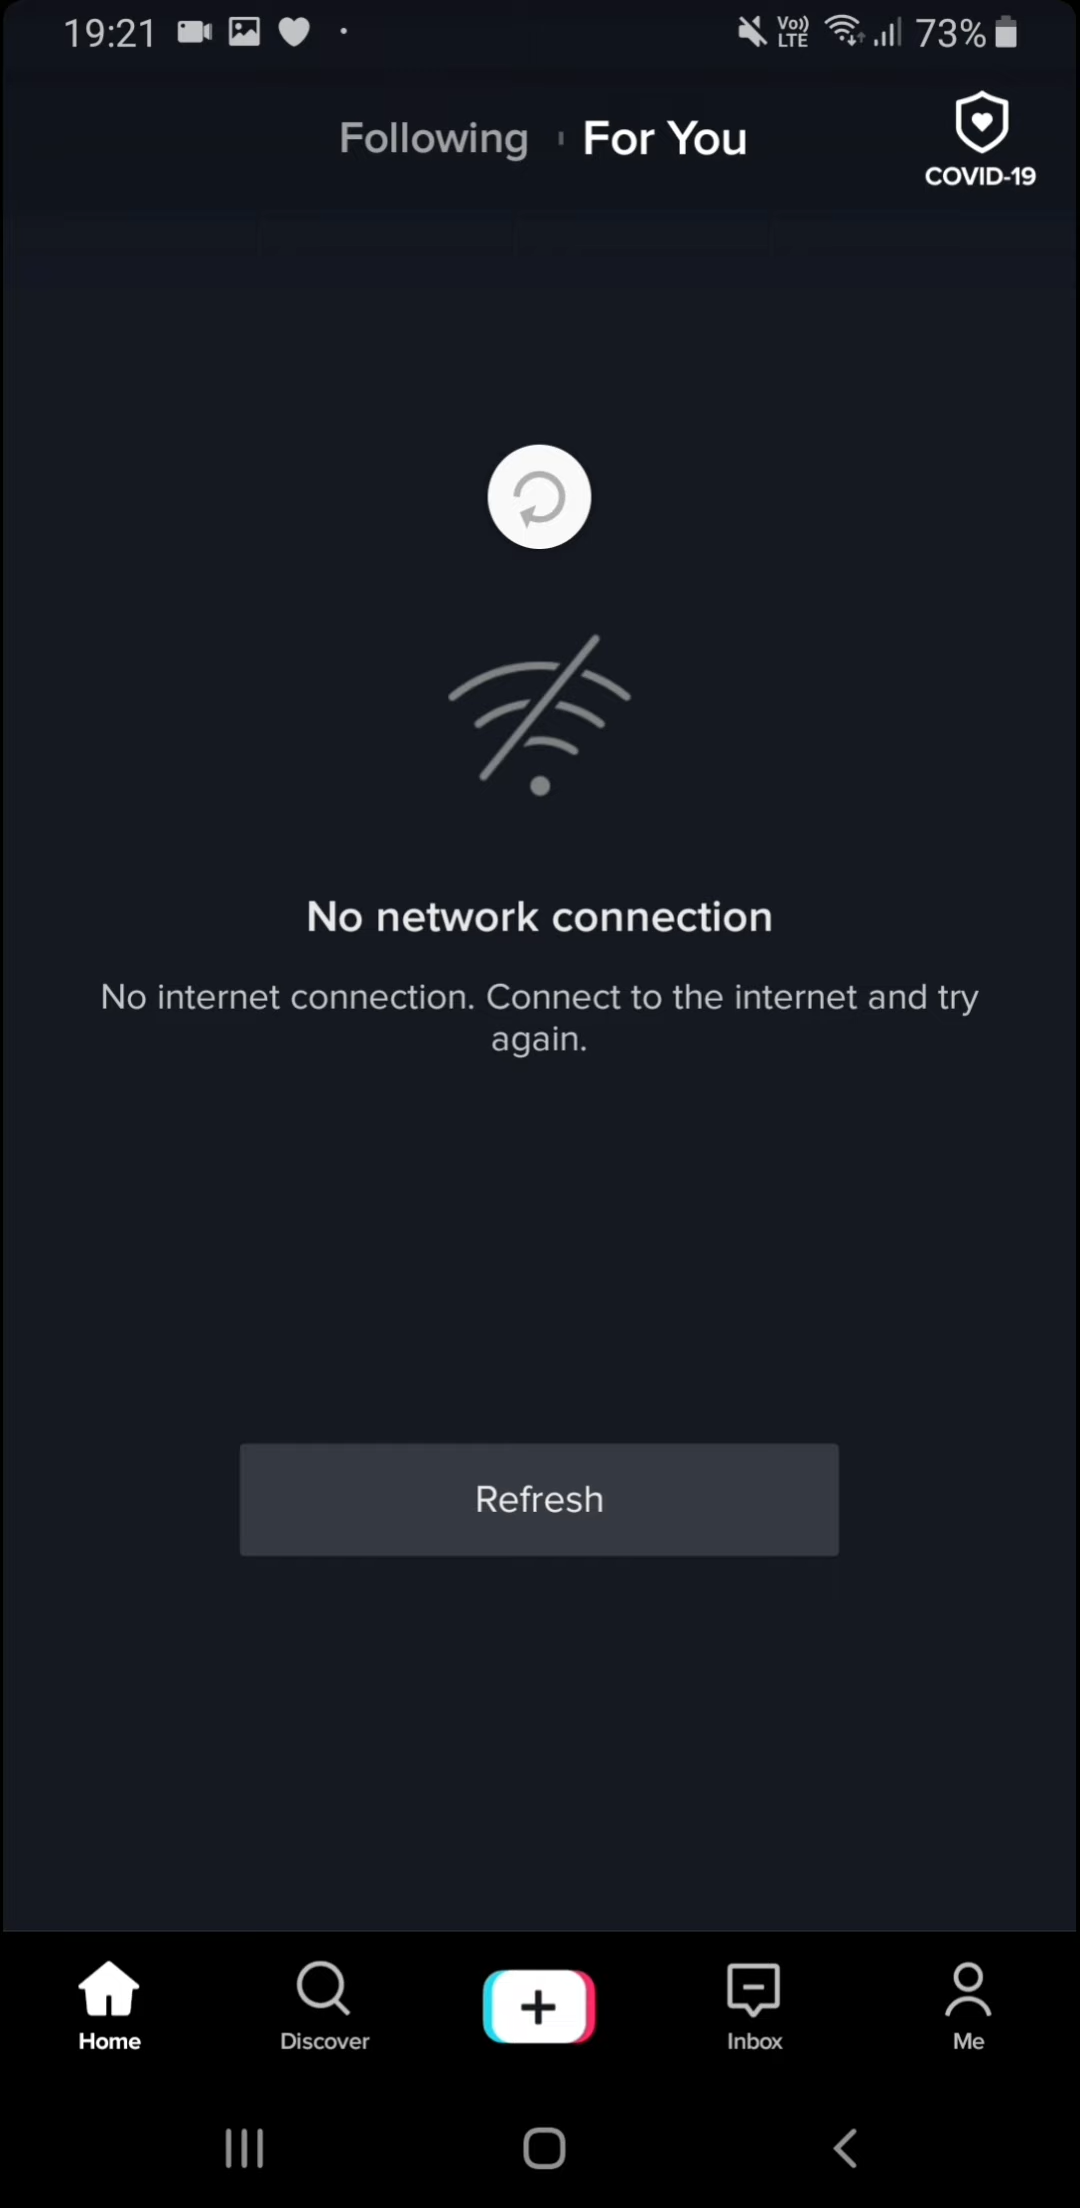 19:21 Vo)) LTE 73%
Following For You
COVID-19
No network connection
No internet connection. Connect to the internet and try
again.
Refresh
Home Discover Inbox Me